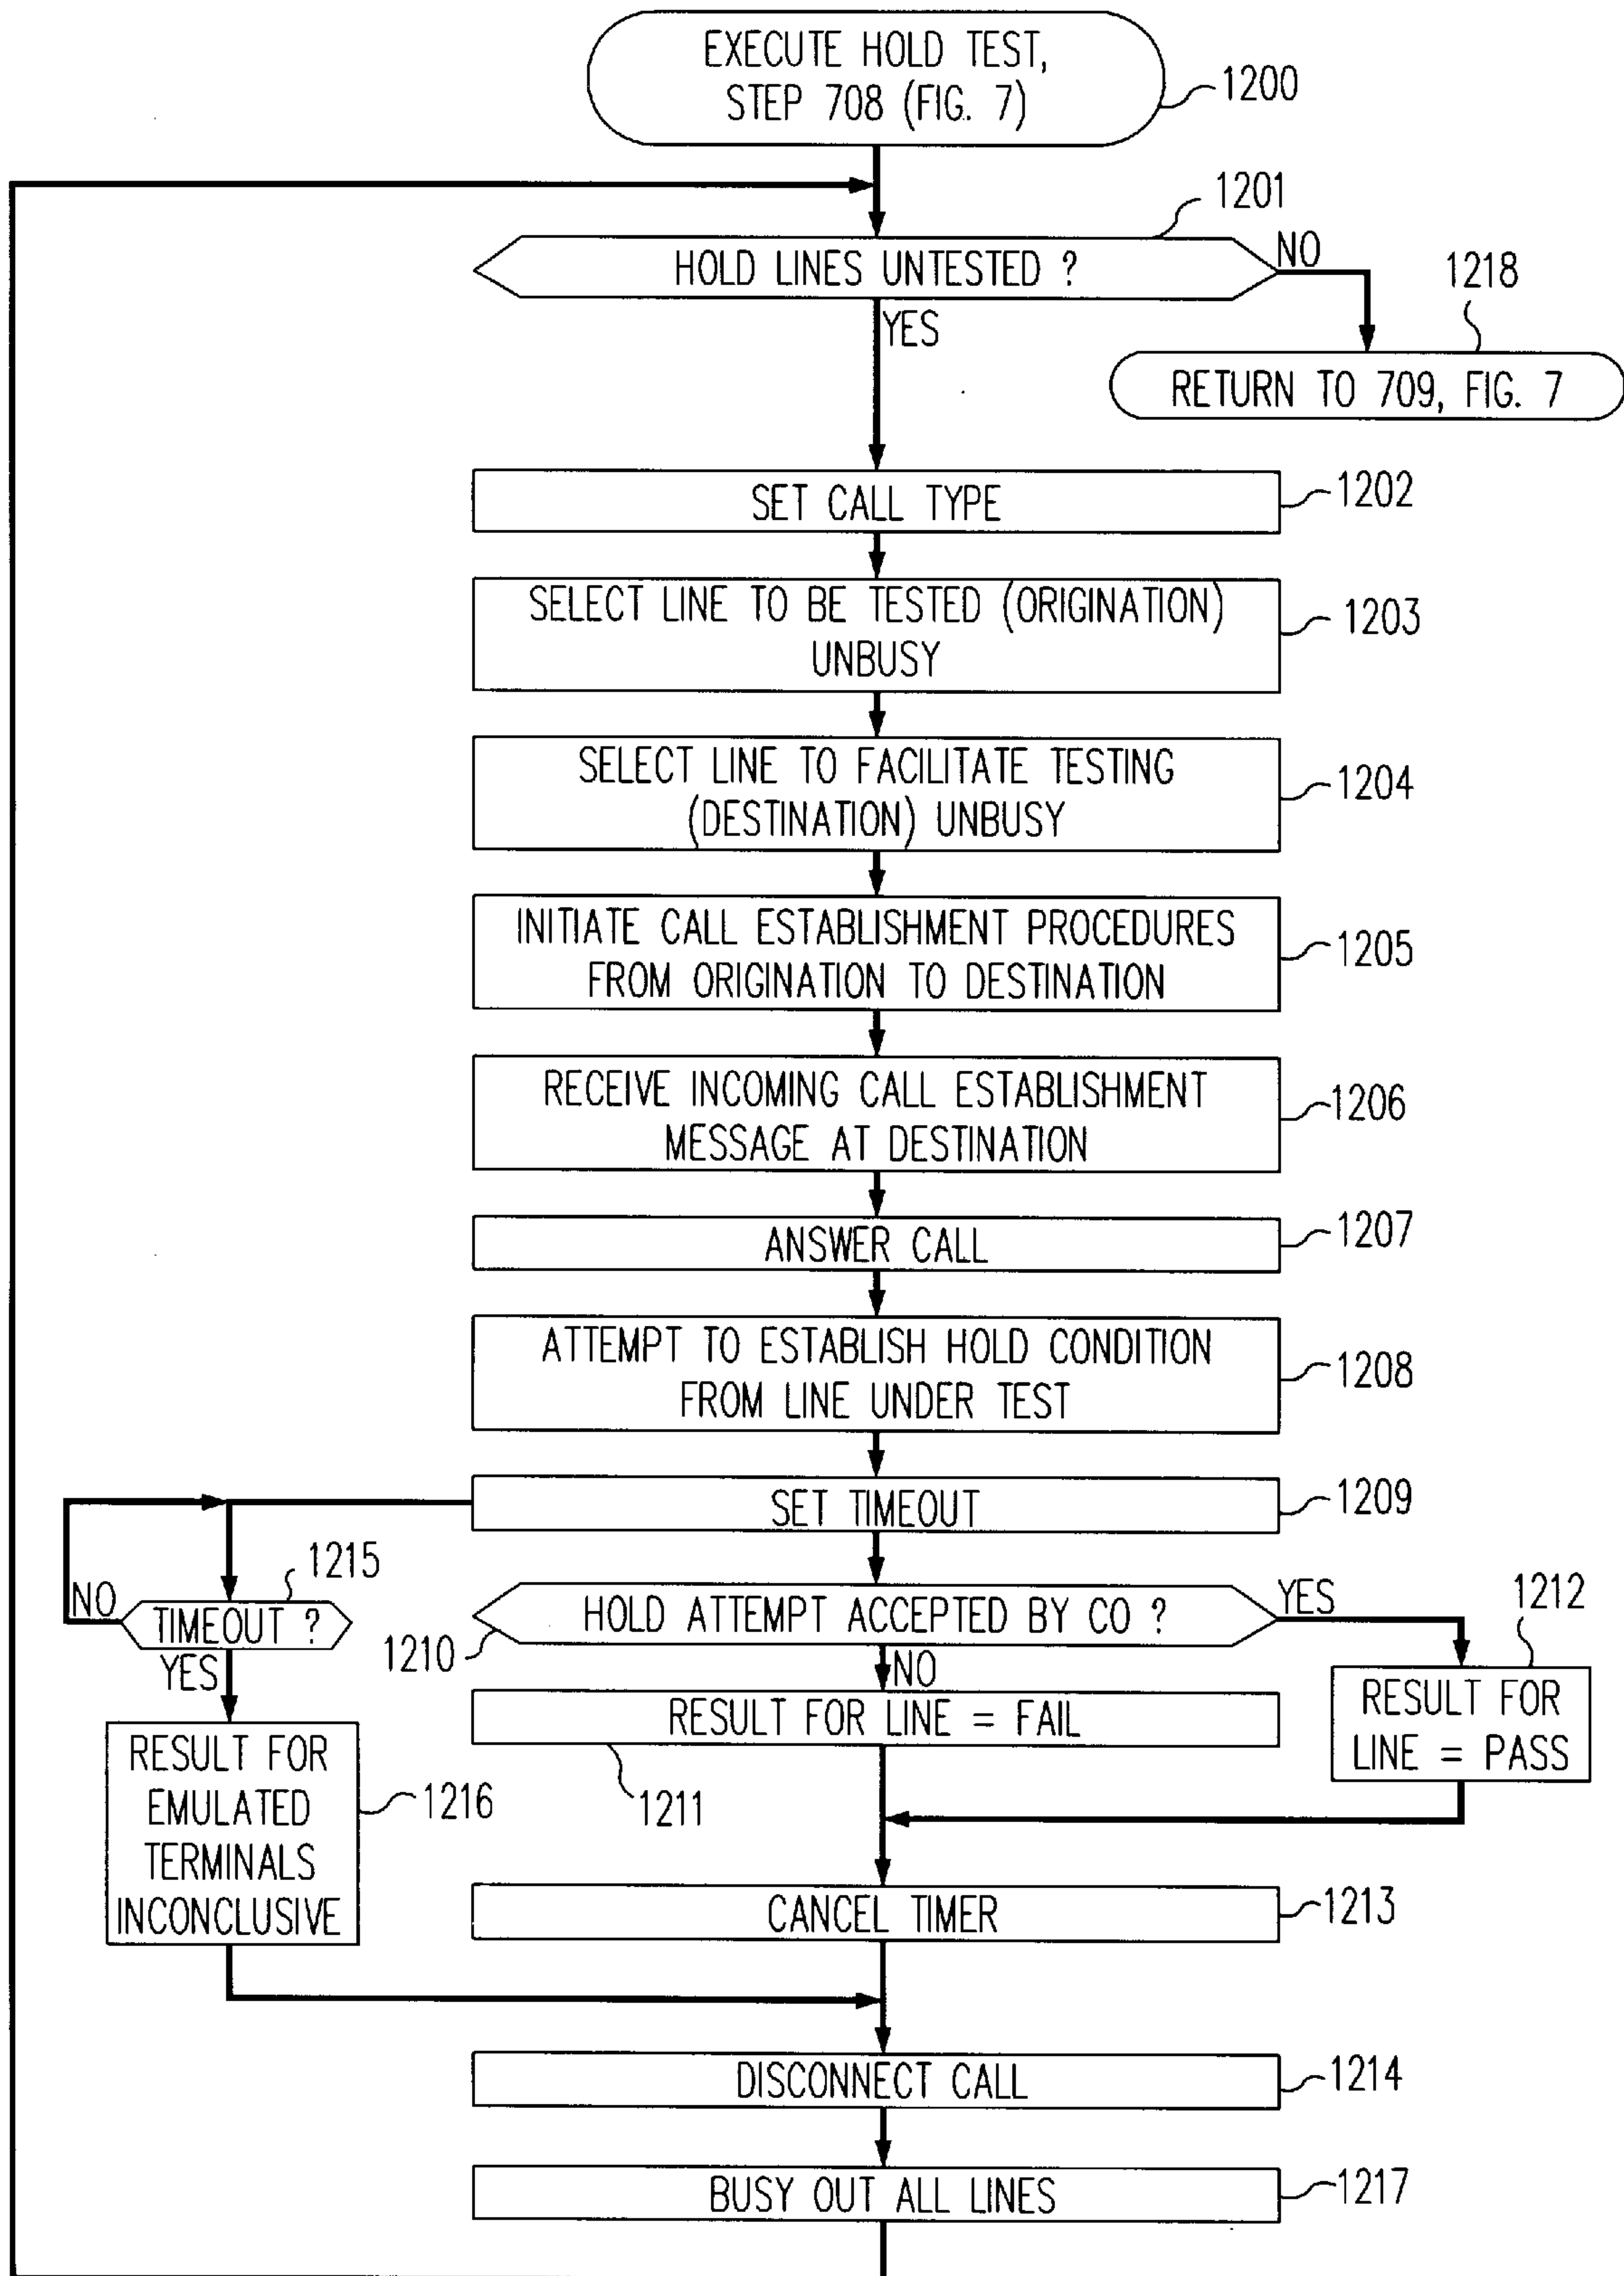 EXECUTE HOLD TEST,
STEP 708 (FIG. 7)
1200
1201
HOLD LINES UNTESTED ?
NO
1218
YES
RETURN TO 709, FIG. 7
SET CALL TYPE
1202
SELECT LINE TO BE TESTED (ORIGINATION)
UNBUSY
1203
SELECT LINE TO FACILITATE TESTING
(DESTINATION) UNBUSY
1204
INITIATE CALL ESTABLISHMENT PROCEDURES
FROM ORIGINATION TO DESTINATION
1205
RECEIVE INCOMING CALL ESTABLISHMENT
MESSAGE AT DESTINATION
1206
ANSWER CALL
1207
ATTEMPT TO ESTABLISH HOLD CONDITION
FROM LINE UNDER TEST
1208
SET TIMEOUT
1209
1215
NO
TIMEOUT ?
YES
HOLD ATTEMPT ACCEPTED BY CO ?
1210
YES
1212
NO
RESULT FOR LINE = FAIL
1211
RESULT FOR
LINE = PASS
RESULT FOR
EMULATED
TERMINALS
INCONCLUSIVE
1216
CANCEL TIMER
1213
DISCONNECT CALL
1214
BUSY OUT ALL LINES
1217